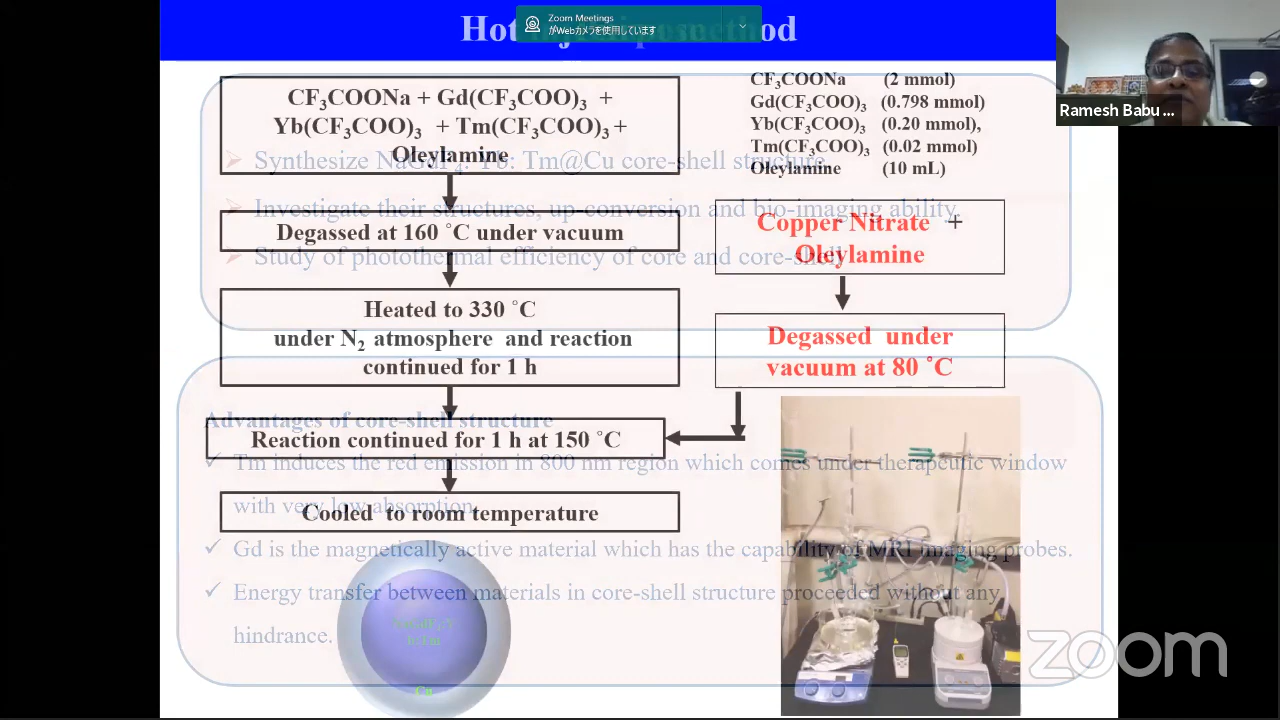 Zoom Meetings
がWebカメラを使用しています
Ramesh Babu ...
CF₃COONa + Gd(CF₃COO)₃ +
Yb(CF₃COO)₃ + Tm(CF₃COO)₃ +
Oleylamine
Degassed at 160 ˚C under vacuum
Heated to 330 ˚C
under N₂ atmosphere and reaction
continued for 1 h
Reaction continued for 1 h at 150 ˚C
Cooled to room temperature
CF₃COONa (2 mmol)
Gd(CF₃COO)₃ (0.798 mmol)
Yb(CF₃COO)₃ (0.20 mmol),
Tm(CF₃COO)₃ (0.02 mmol)
Oleylamine (10 mL)
Copper Nitrate +
Oleylamine
Degassed under
vacuum at 80 ˚C
Synthesize NaGdF₄: Yb: Tm@Cu core-shell structure
Investigate their structures, up-conversion and bio-imaging ability
Study of photothermal efficiency of core and core-shell
Advantages of core-shell structure
Tm induces the red emission in 800 nm region which comes under therapeutic window
with very low absorption
Gd is the magnetically active material which has the capability of MRI imaging probes.
Energy transfer between materials in core-shell structure proceeded without any
hindrance.
Cu
zoom